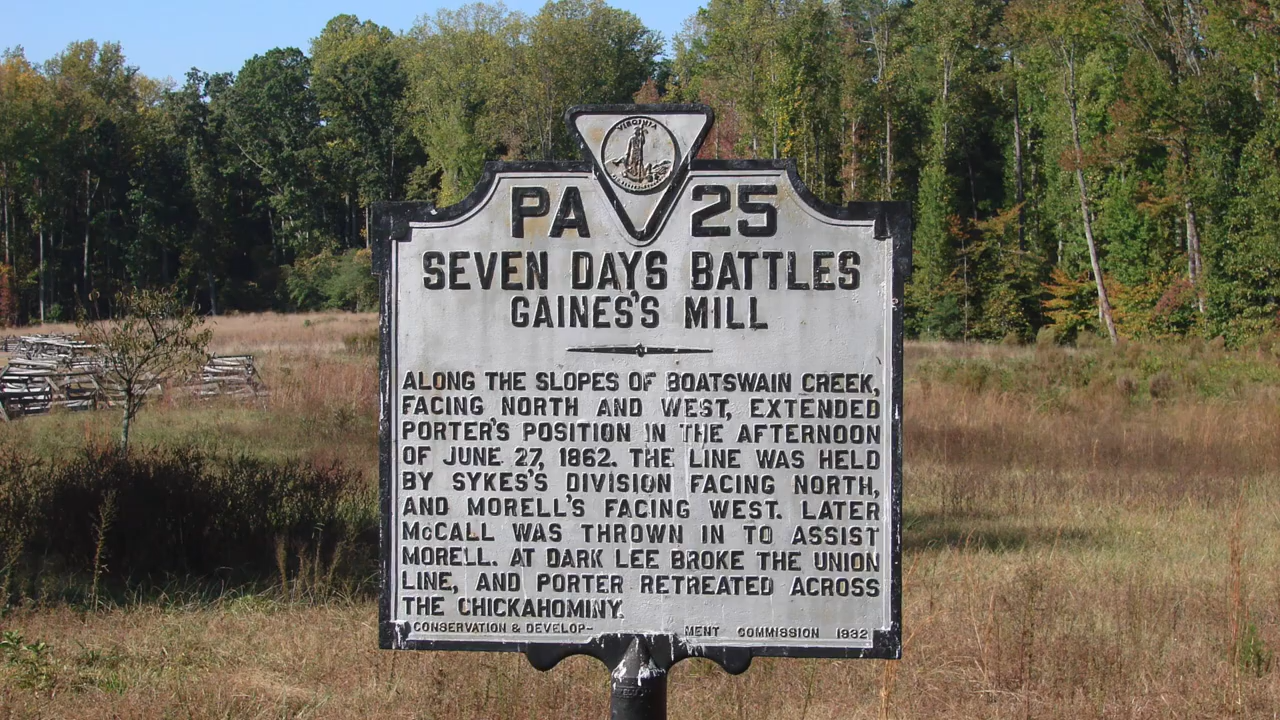 VIRGINIA
PA 25
SEVEN DAYS BATTLES
GAINES'S MILL
ALONG THE SLOPES OF BOATSWAIN CREEK,
FACING NORTH AND WEST, EXTENDED
PORTER'S POSITION IN THE AFTERNOON
OF JUNE 27, 1862. THE LINE WAS HELD
BY SYKES'S DIVISION FACING NORTH,
AND MORELL'S FACING WEST. LATER
McCALL WAS THROWN IN TO ASSIST
MORELL. AT DARK LEE BROKE THE UNION
LINE, AND PORTER RETREATED ACROSS
THE CHICKAHOMINY.
CONSERVATION & DEVELOP- MENT COMMISSION 1932